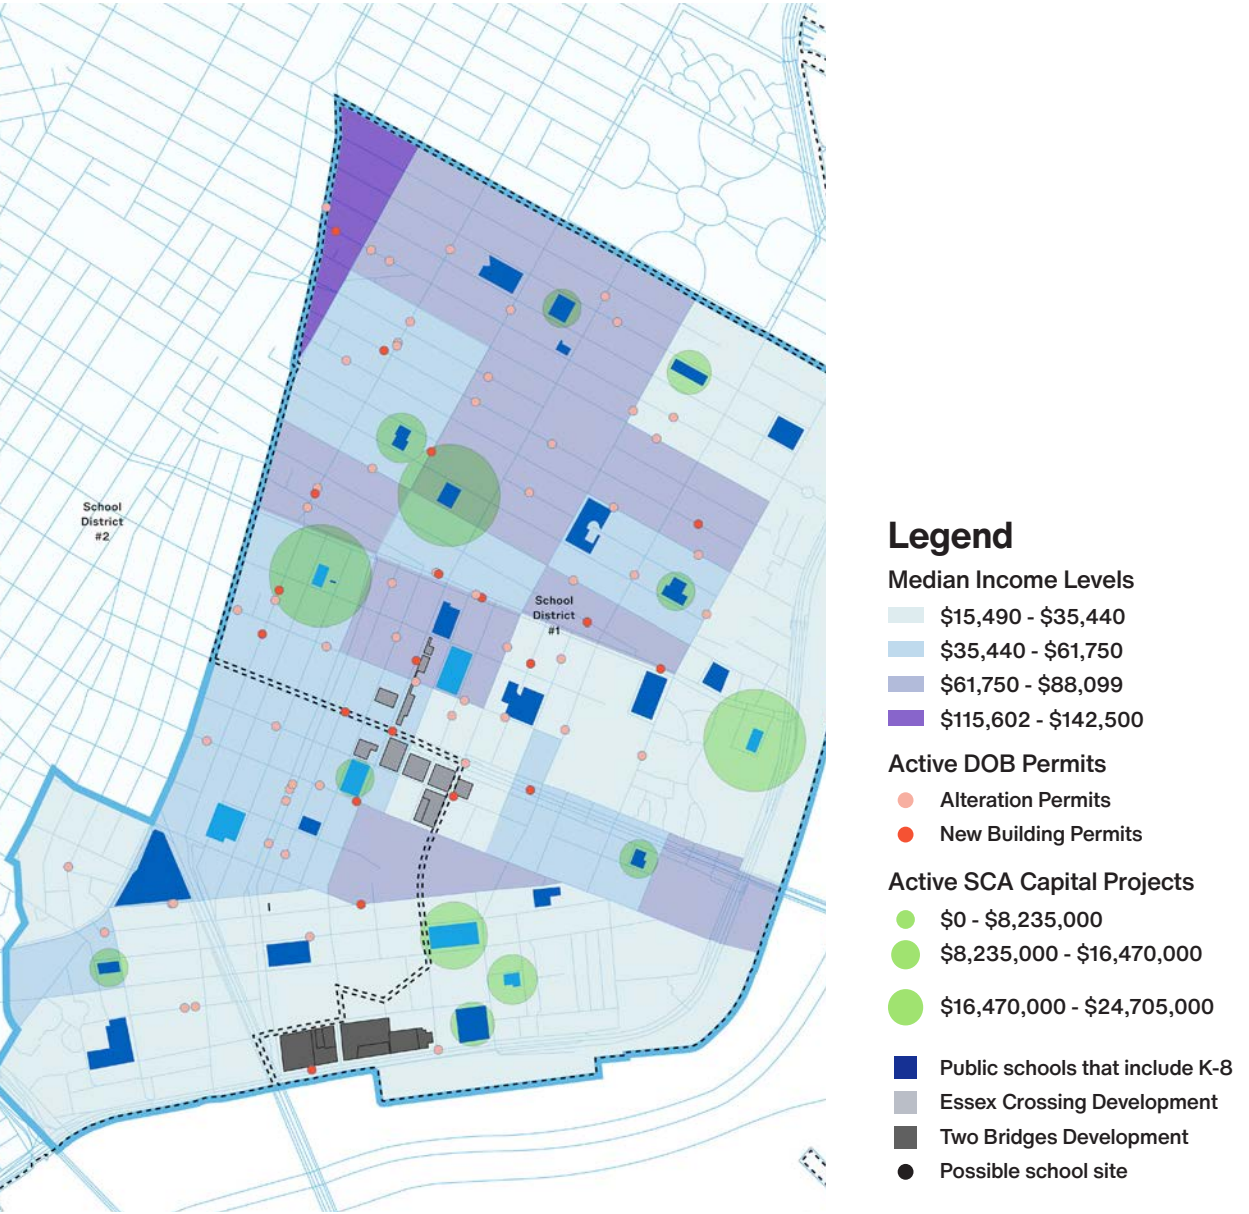 School
District
#2
School
District
#1
Legend
Median Income Levels
$15,490 - $35,440
$35,440 - $61,750
$61,750 - $88,099
$115,602 - $142,500
Active DOB Permits
Alteration Permits
New Building Permits
Active SCA Capital Projects
$0 - $8,235,000
$8,235,000 - $16,470,000
$16,470,000 - $24,705,000
Public schools that include K-8
Essex Crossing Development
Two Bridges Development
Possible school site